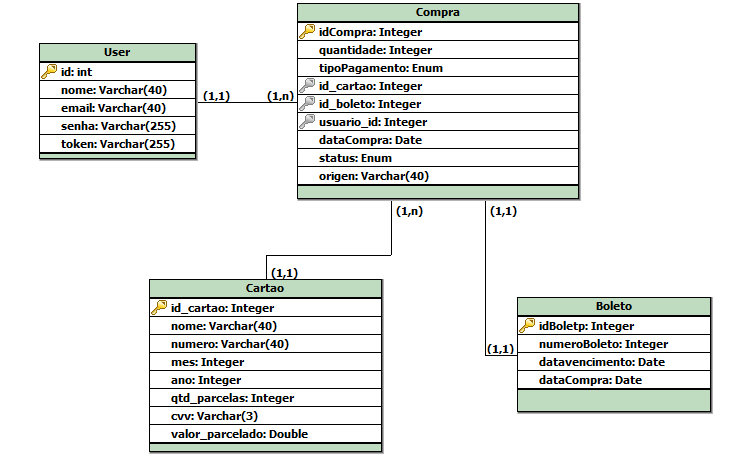 User
id: int
nome: Varchar(40)
email: Varchar(40)
senha: Varchar(255)
token: Varchar(255)
(1,1)
(1,n)
Compra
idCompra: Integer
quantidade: Integer
tipoPagamento: Enum
id_cartao: Integer
id_boleto: Integer
usuario_id: Integer
dataCompra: Date
status: Enum
origen: Varchar(40)
(1,n)
(1,1)
(1,1)
(1,1)
Cartao
id_cartao: Integer
nome: Varchar(40)
numero: Varchar(40)
mes: Integer
ano: Integer
qtd_parcelas: Integer
cvv: Varchar(3)
valor_parcelado: Double
Boleto
idBoletp: Integer
numeroBoleto: Integer
datavencimento: Date
dataCompra: Date